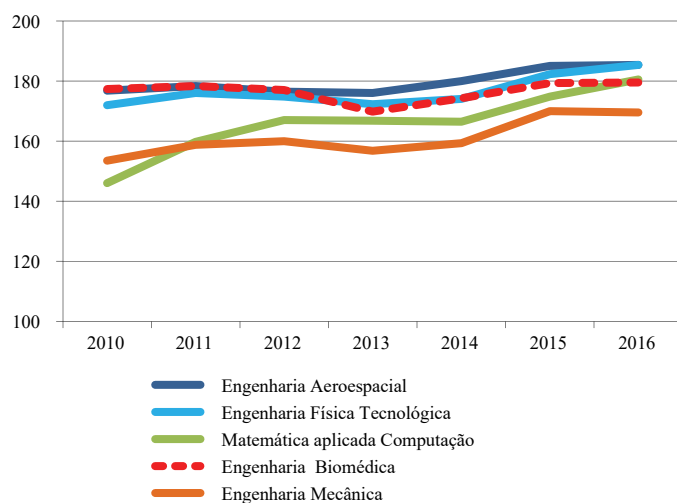 200
180
160
140
120
100
2010 2011 2012 2013 2014 2015 2016
Engenharia Aeroespacial
Engenharia Física Tecnológica
Matemática aplicada Computação
Engenharia Biomédica
Engenharia Mecânica